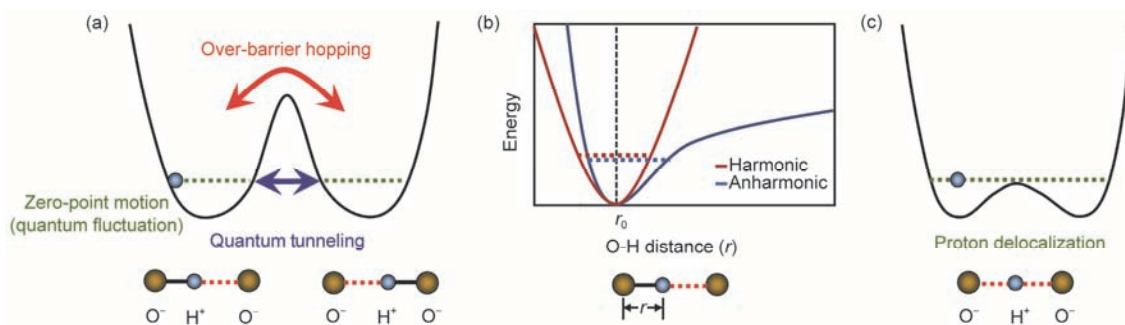 (a)
Over-barrier hopping
Zero-point motion
(quantum fluctuation)
Quantum tunneling
O⁻ H⁺ O⁻ O⁻ H⁺ O⁻
(b)
Energy
Harmonic
Anharmonic
r₀
O-H distance (r)
r
(c)
Proton delocalization
O⁻ H⁺ O⁻